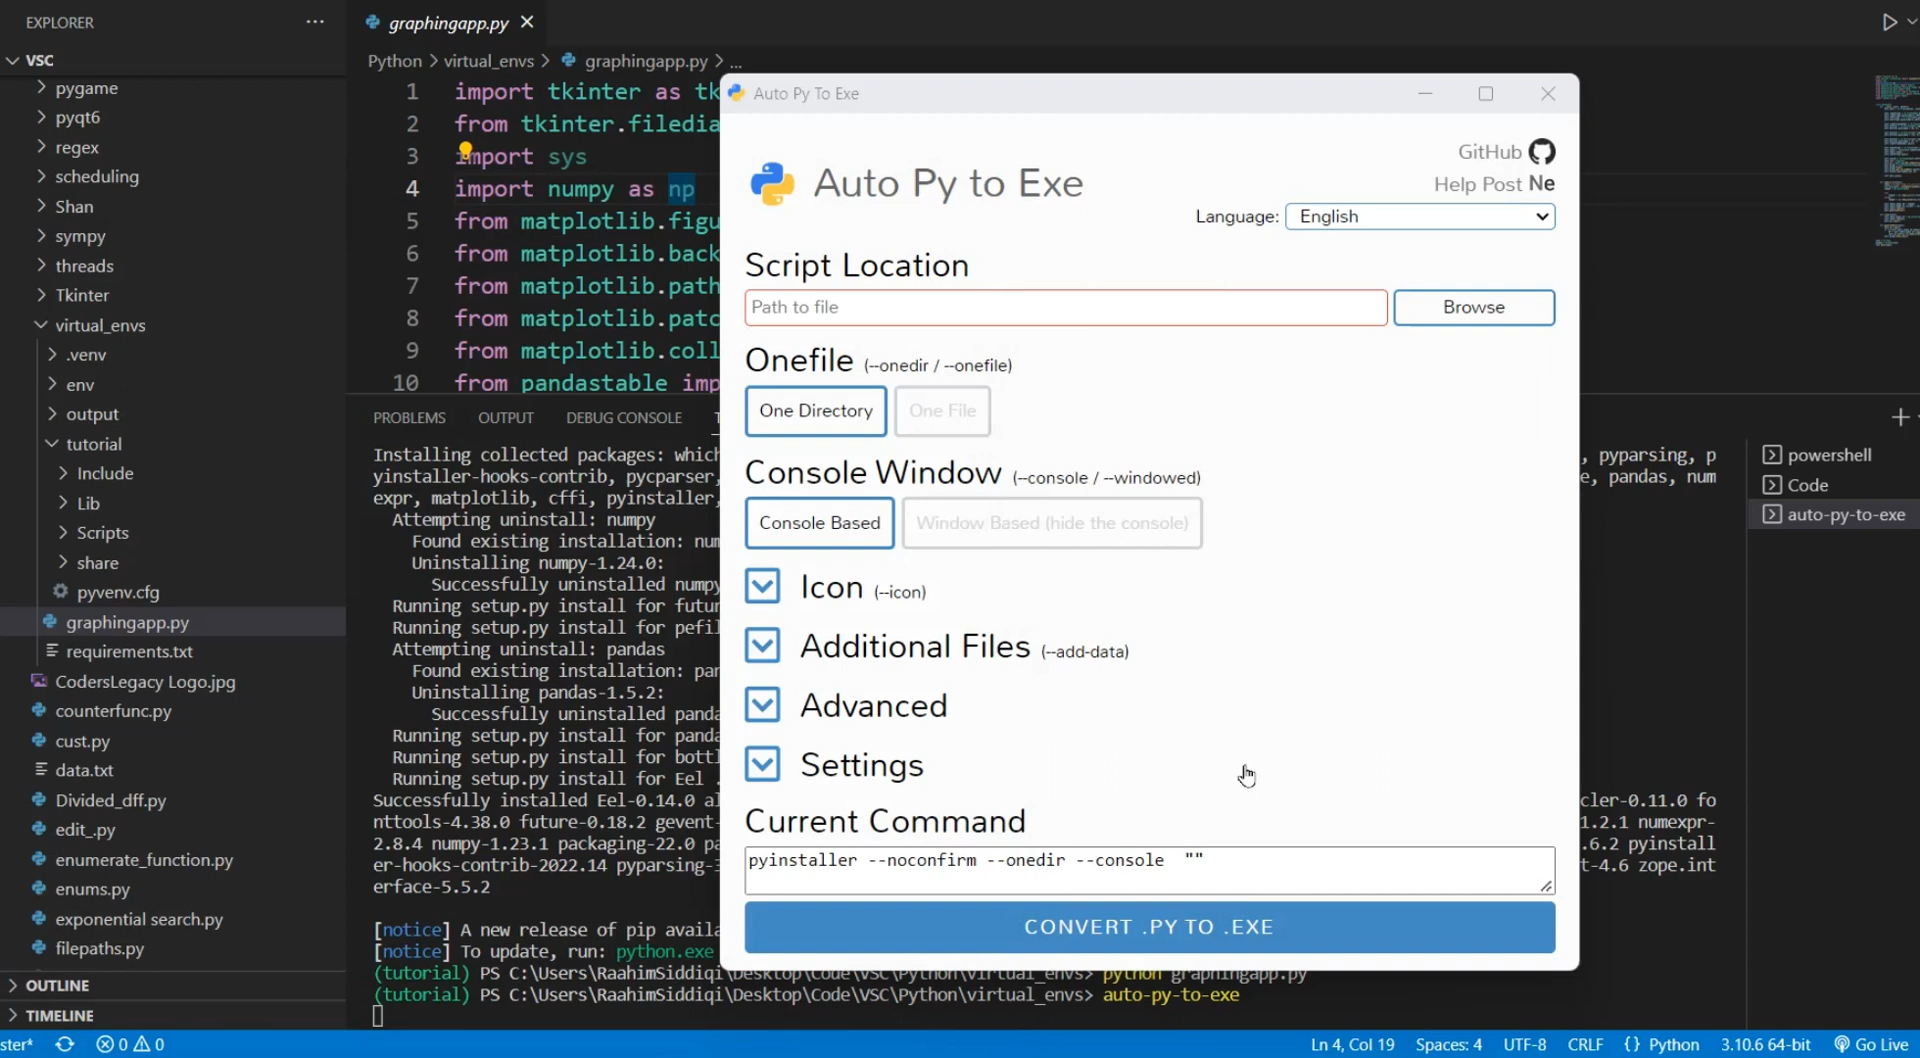 EXPLORER
VSC
pygame
pyqt6
regex
scheduling
Shan
sympy
threads
Tkinter
virtual_envs
.venv
env
output
tutorial
Include
Lib
Scripts
share
pyvenv.cfg
graphingapp.py
requirements.txt
CodersLegacy Logo.jpg
counterfunc.py
cust.py
data.txt
Divided_dff.py
edit_.py
enumerate_function.py
enums.py
exponential search.py
filepaths.py
OUTLINE
TIMELINE
graphingapp.py
Python > virtual_envs > graphingapp.py > ...
1 import tkinter as tk
2 from tkinter.filedia
3 import sys
4 import numpy as np
5 from matplotlib.figu
6 from matplotlib.back
7 from matplotlib.path
8 from matplotlib.patc
9 from matplotlib.coll
10 from pandastable imp
PROBLEMS OUTPUT DEBUG CONSOLE T
Installing collected packages: whic
, pyparsing, p
yinstaller-hooks-contrib, pycparser,
e, pandas, num
expr, matplotlib, cffi, pyinstaller,
Attempting uninstall: numpy
Found existing installation: num
Uninstalling numpy-1.24.0:
Successfully uninstalled numpy
Running setup.py install for futur
Running setup.py install for pefil
Attempting uninstall: pandas
Found existing installation: pan
Uninstalling pandas-1.5.2:
Successfully uninstalled panda
Running setup.py install for panda
Running setup.py install for bottl
Running setup.py install for Eel .
Successfully installed Eel-0.14.0 al
cler-0.11.0 fo
nttools-4.38.0 future-0.18.2 gevent-
1.2.1 numexpr-
2.8.4 numpy-1.23.1 packaging-22.0 pa
.6.2 pyinstall
er-hooks-contrib-2022.14 pyparsing-3
t-4.6 zope.int
erface-5.5.2
[notice] A new release of pip availa
[notice] To update, run: python.exe
(tutorial) PS C:\Users\RaahimSiddiqi\Desktop\Code\VSC\Python\virtual_envs> python graphingapp.py
(tutorial) PS C:\Users\RaahimSiddiqi\Desktop\Code\VSC\Python\virtual_envs> auto-py-to-exe
powershell
Code
auto-py-to-exe
Auto Py To Exe
Auto Py to Exe
GitHub
Help Post Ne
Language: English
Script Location
Path to file Browse
Onefile (--onedir / --onefile)
One Directory One File
Console Window (--console / --windowed)
Console Based Window Based (hide the console)
Icon (--icon)
Additional Files (--add-data)
Advanced
Settings
Current Command
pyinstaller --noconfirm --onedir --console ""
CONVERT .PY TO .EXE
ster* 0 0 Ln 4, Col 19 Spaces: 4 UTF-8 CRLF {} Python 3.10.6 64-bit Go Live